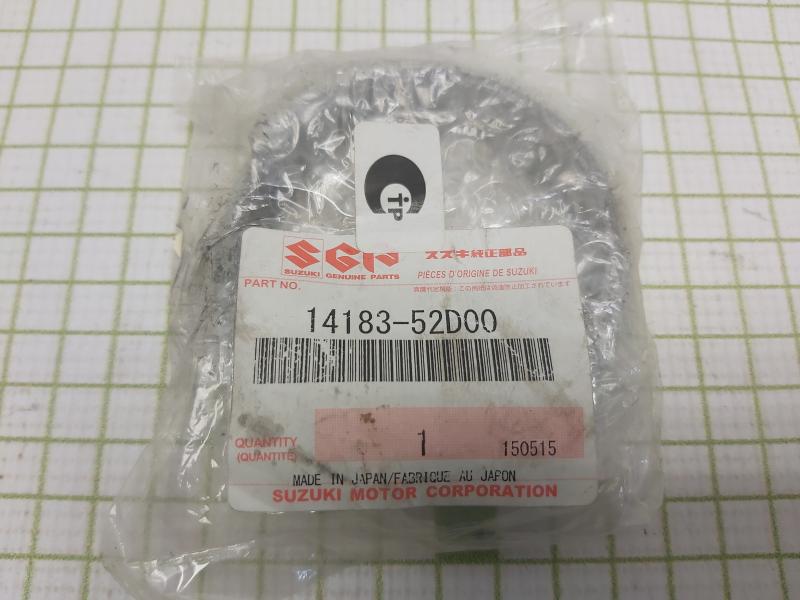 TP
SGP
スズキ純正部品
SUZUKI GENUINE PARTS
PIÈCES D'ORIGINE DE SUZUKI
PART NO.
14183-52D00
QUANTITY
(QUANTITÉ)
1
150515
MADE IN JAPAN/FABRIQUE AU JAPON
SUZUKI MOTOR CORPORATION